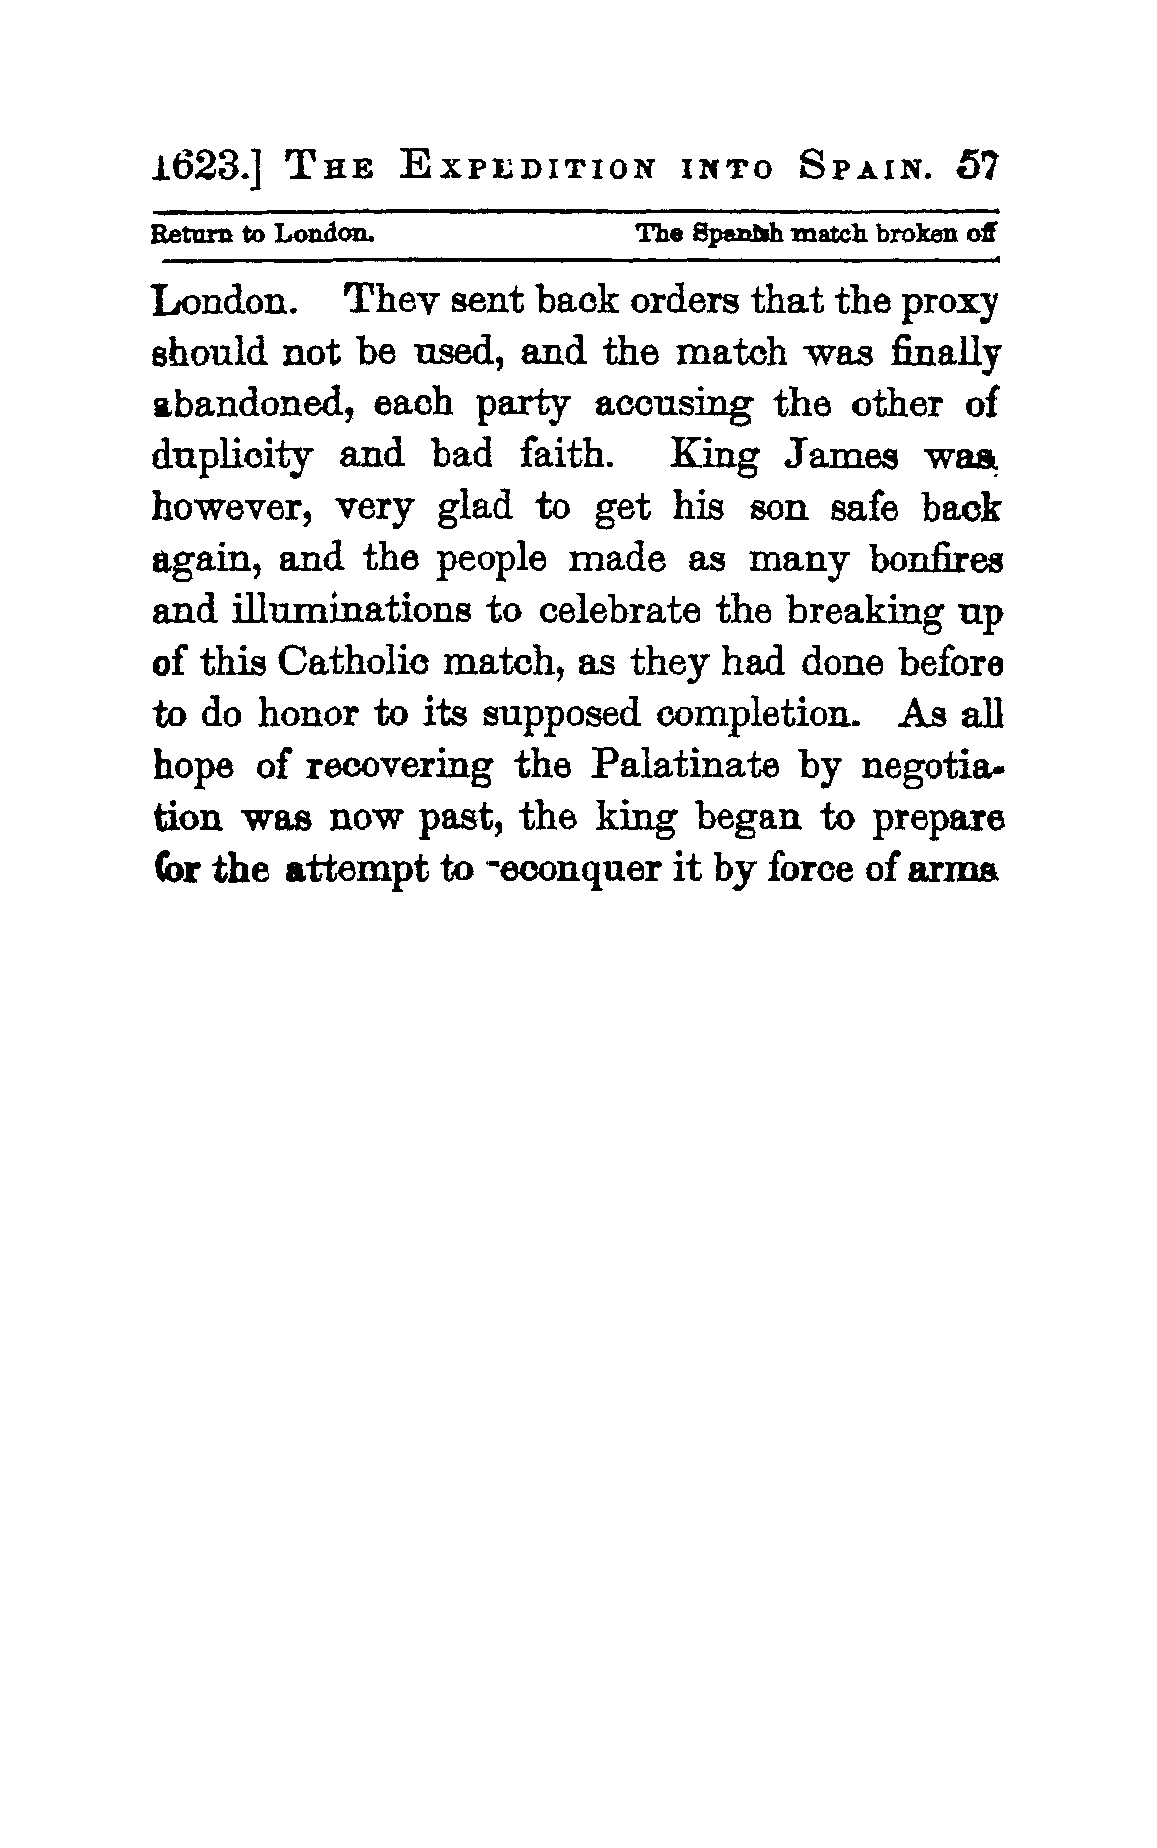 1623.] THE EXPEDITION INTO SPAIN. 57
Return to London. The Spanish match broken off
London. They sent back orders that the proxy
should not be used, and the match was finally
abandoned, each party accusing the other of
duplicity and bad faith. King James was,
however, very glad to get his son safe back
again, and the people made as many bonfires
and illuminations to celebrate the breaking up
of this Catholic match, as they had done before
to do honor to its supposed completion. As all
hope of recovering the Palatinate by negotia-
tion was now past, the king began to prepare
for the attempt to reconquer it by force of arms